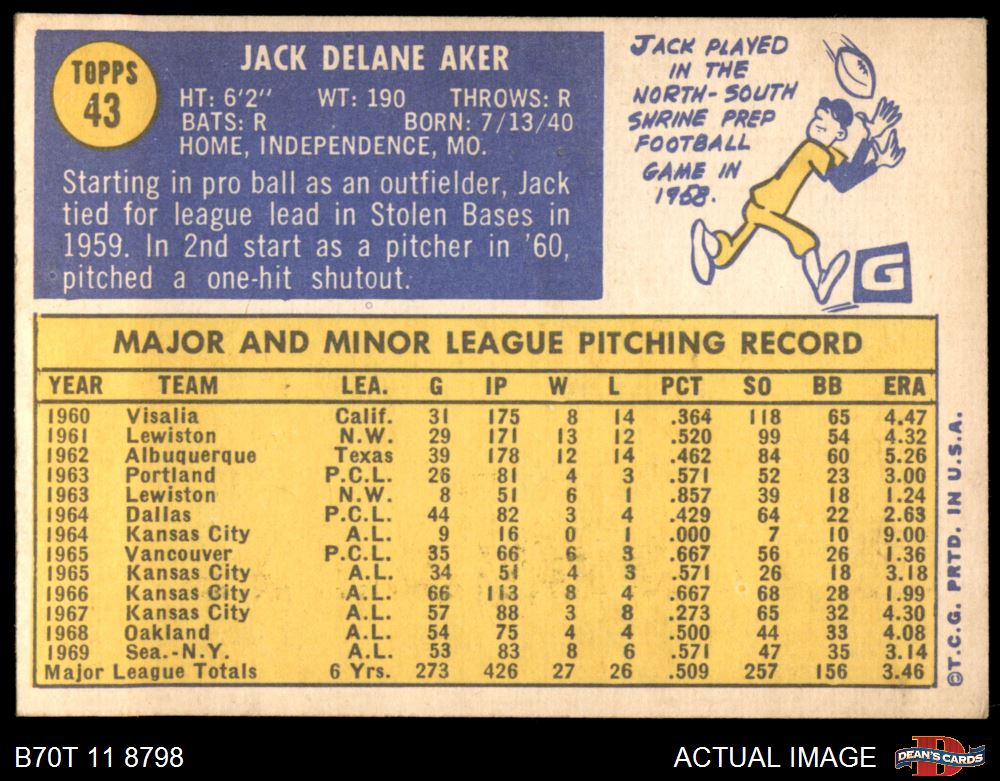 TOPPS
43
JACK DELANE AKER
HT: 6'2" WT: 190 THROWS: R
BATS: R BORN: 7/13/40
HOME, INDEPENDENCE, MO.
Starting in pro ball as an outfielder, Jack
tied for league lead in Stolen Bases in
1959. In 2nd start as a pitcher in '60,
pitched a one-hit shutout.
JACK PLAYED
IN THE
NORTH-SOUTH
SHRINE PREP
FOOTBALL
GAME IN
1958.
G
MAJOR AND MINOR LEAGUE PITCHING RECORD
YEAR TEAM LEA. G IP W L PCT SO BB ERA
1960 Visalia Calif. 31 175 8 14 .364 118 65 4.47
1961 Lewiston N.W. 29 171 13 12 .520 99 54 4.32
1962 Albuquerque Texas 39 178 12 14 .462 84 60 5.26
1963 Portland P.C.L. 26 81 4 3 .571 52 23 3.00
1963 Lewiston N.W. 8 51 6 1 .857 39 18 1.24
1964 Dallas P.C.L. 44 82 3 4 .429 64 22 2.63
1964 Kansas City A.L. 9 16 0 1 .000 7 10 9.00
1965 Vancouver P.C.L. 35 66 6 3 .667 56 26 1.36
1965 Kansas City A.L. 34 51 4 3 .571 26 18 3.18
1966 Kansas City A.L. 66 113 8 4 .667 68 28 1.99
1967 Kansas City A.L. 57 88 3 8 .273 65 32 4.30
1968 Oakland A.L. 54 75 4 4 .500 44 33 4.08
1969 Sea.-N.Y. A.L. 53 83 8 6 .571 47 35 3.14
Major League Totals 6 Yrs. 273 426 27 26 .509 257 156 3.46
©T.C.G. PRTD. IN U.S.A.
B70T 11 8798
ACTUAL IMAGE
D
DEAN'S CARDS